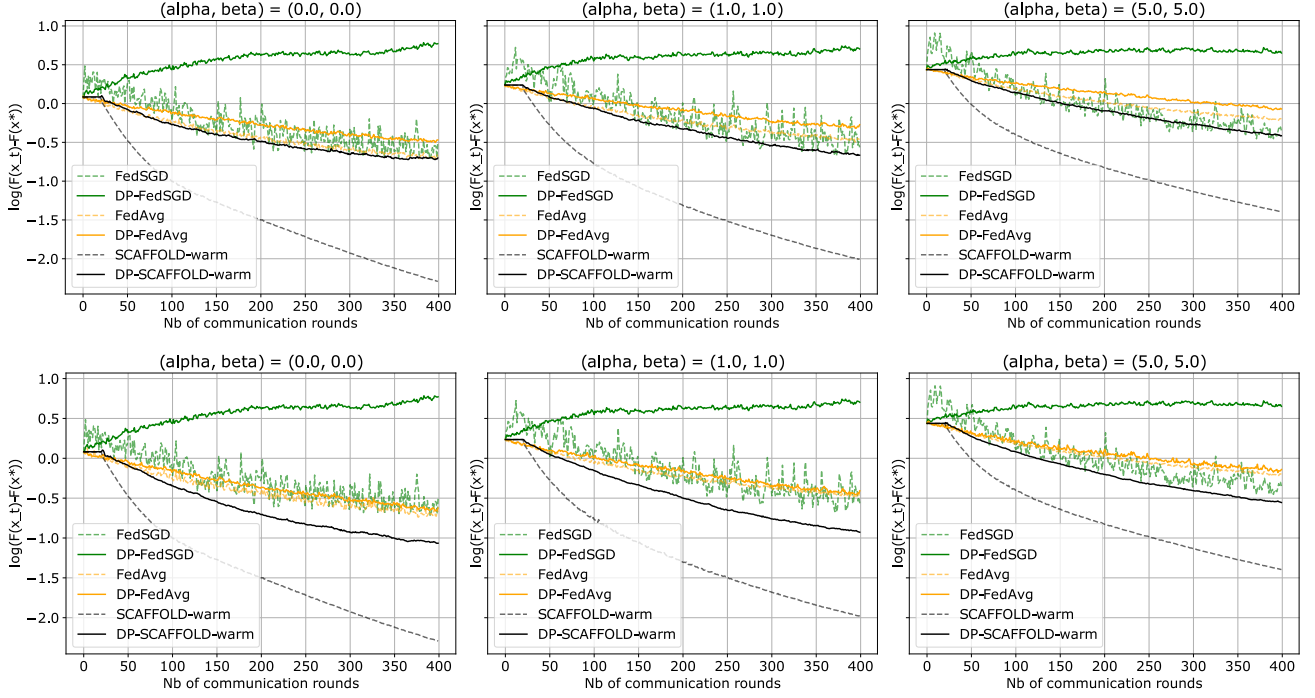 (alpha, beta) = (0.0, 0.0)
(alpha, beta) = (1.0, 1.0)
(alpha, beta) = (5.0, 5.0)
log(F(x_t)-F(x*))
1.0
0.5
0.0
−0.5
−1.0
−1.5
−2.0
FedSGD
DP-FedSGD
FedAvg
DP-FedAvg
SCAFFOLD-warm
DP-SCAFFOLD-warm
0 50 100 150 200 250 300 350 400
Nb of communication rounds
log(F(x_t)-F(x*))
FedSGD
DP-FedSGD
FedAvg
DP-FedAvg
SCAFFOLD-warm
DP-SCAFFOLD-warm
0 50 100 150 200 250 300 350 400
Nb of communication rounds
log(F(x_t)-F(x*))
FedSGD
DP-FedSGD
FedAvg
DP-FedAvg
SCAFFOLD-warm
DP-SCAFFOLD-warm
0 50 100 150 200 250 300 350 400
Nb of communication rounds
(alpha, beta) = (0.0, 0.0)
(alpha, beta) = (1.0, 1.0)
(alpha, beta) = (5.0, 5.0)
log(F(x_t)-F(x*))
1.0
0.5
0.0
−0.5
−1.0
−1.5
−2.0
FedSGD
DP-FedSGD
FedAvg
DP-FedAvg
SCAFFOLD-warm
DP-SCAFFOLD-warm
0 50 100 150 200 250 300 350 400
Nb of communication rounds
log(F(x_t)-F(x*))
FedSGD
DP-FedSGD
FedAvg
DP-FedAvg
SCAFFOLD-warm
DP-SCAFFOLD-warm
0 50 100 150 200 250 300 350 400
Nb of communication rounds
log(F(x_t)-F(x*))
FedSGD
DP-FedSGD
FedAvg
DP-FedAvg
SCAFFOLD-warm
DP-SCAFFOLD-warm
0 50 100 150 200 250 300 350 400
Nb of communication rounds